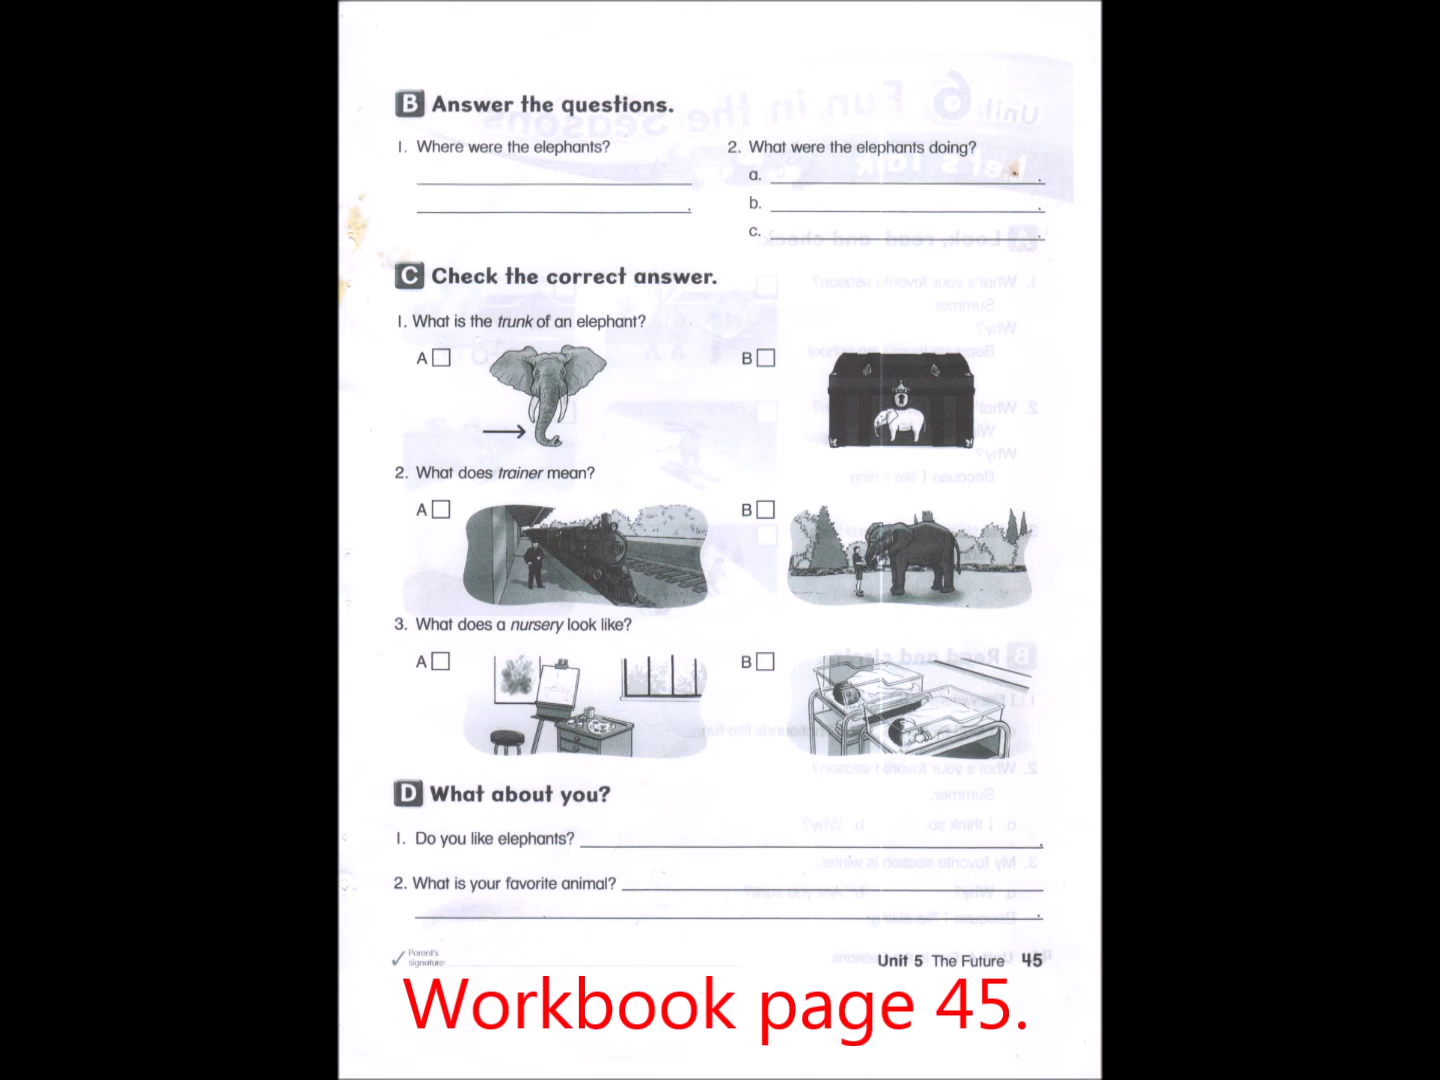 B Answer the questions.
1. Where were the elephants?
2. What were the elephants doing?
a.
b.
c.
C Check the correct answer.
1. What is the trunk of an elephant?
A
B
2. What does trainer mean?
A
B
3. What does a nursery look like?
A
B
D What about you?
1. Do you like elephants?
2. What is your favorite animal?
Parent's
signature
Unit 5 The Future 45
Workbook page 45.